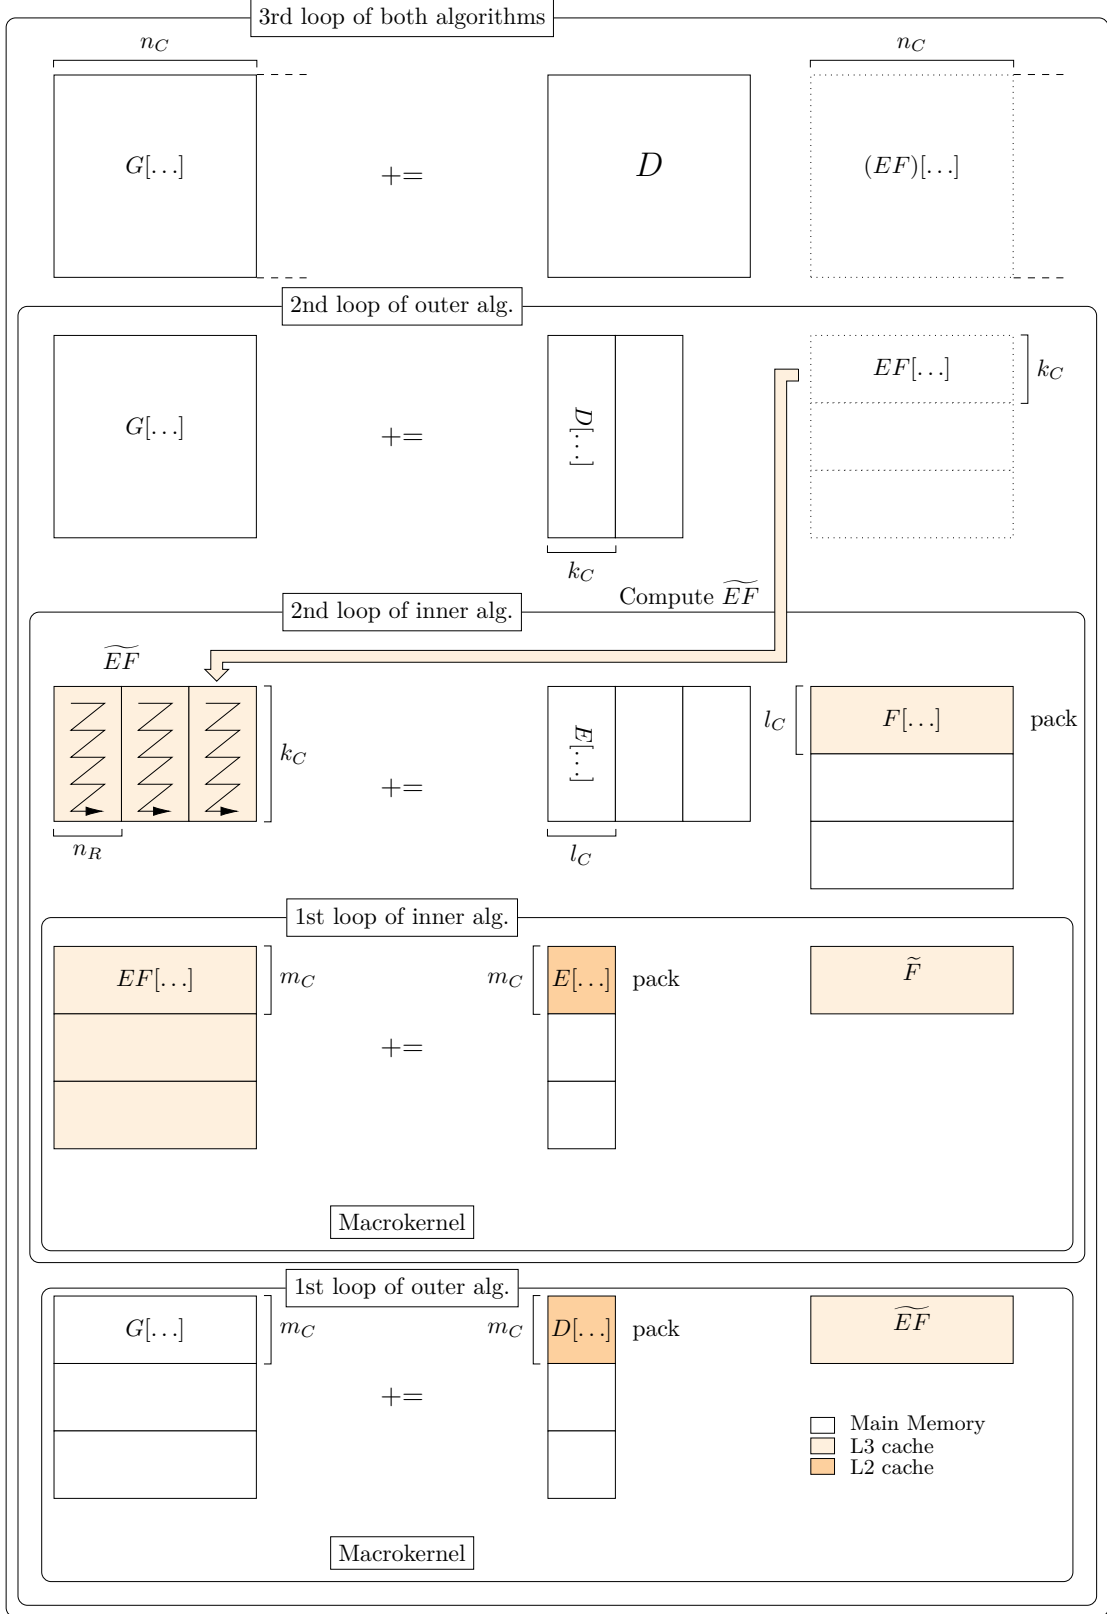 3rd loop of both algorithms
n_C
n_C
G[…]
+=
D
(EF)[…]
2nd loop of outer alg.
G[…]
+=
D[…]
EF[…]
k_C
k_C
Compute \widetilde{EF}
2nd loop of inner alg.
\widetilde{EF}
k_C
+=
E[…]
l_C
F[…]
pack
n_R
l_C
1st loop of inner alg.
EF[…]
m_C
+=
m_C
E[…]
pack
\widetilde{F}
Macrokernel
1st loop of outer alg.
G[…]
m_C
+=
m_C
D[…]
pack
\widetilde{EF}
Main Memory
L3 cache
L2 cache
Macrokernel